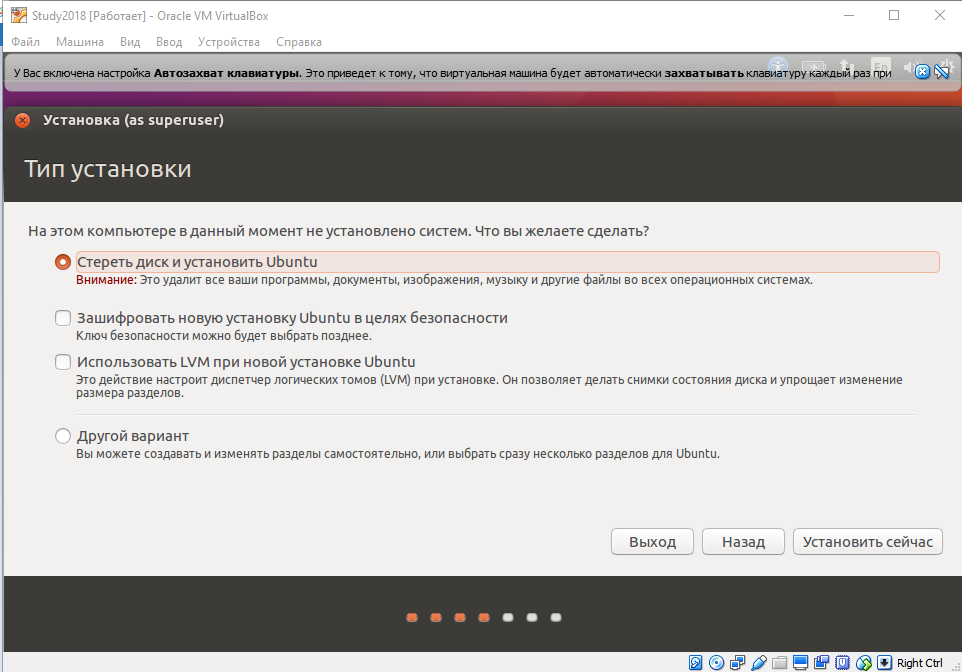 Study2018 [Работает] - Oracle VM VirtualBox
Файл Машина Вид Ввод Устройства Справка
У Вас включена настройка Автозахват клавиатуры. Это приведет к тому, что виртуальная машина будет автоматически захватывать клавиатуру каждый раз при
En
Установка (as superuser)
Тип установки
На этом компьютере в данный момент не установлено систем. Что вы желаете сделать?
Стереть диск и установить Ubuntu
Внимание: Это удалит все ваши программы, документы, изображения, музыку и другие файлы во всех операционных системах.
Зашифровать новую установку Ubuntu в целях безопасности
Ключ безопасности можно будет выбрать позднее.
Использовать LVM при новой установке Ubuntu
Это действие настроит диспетчер логических томов (LVM) при установке. Он позволяет делать снимки состояния диска и упрощает изменение
размера разделов.
Другой вариант
Вы можете создавать и изменять разделы самостоятельно, или выбрать сразу несколько разделов для Ubuntu.
Выход Назад Установить сейчас
Right Ctrl